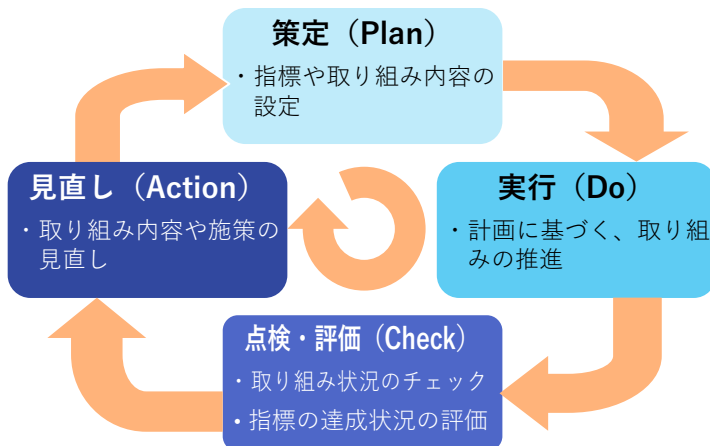 策定（Plan）
・指標や取り組み内容の
設定
見直し（Action）
・取り組み内容や施策の
見直し
実行（Do）
・計画に基づく、取り組
みの推進
点検・評価（Check）
・取り組み状況のチェック
・指標の達成状況の評価